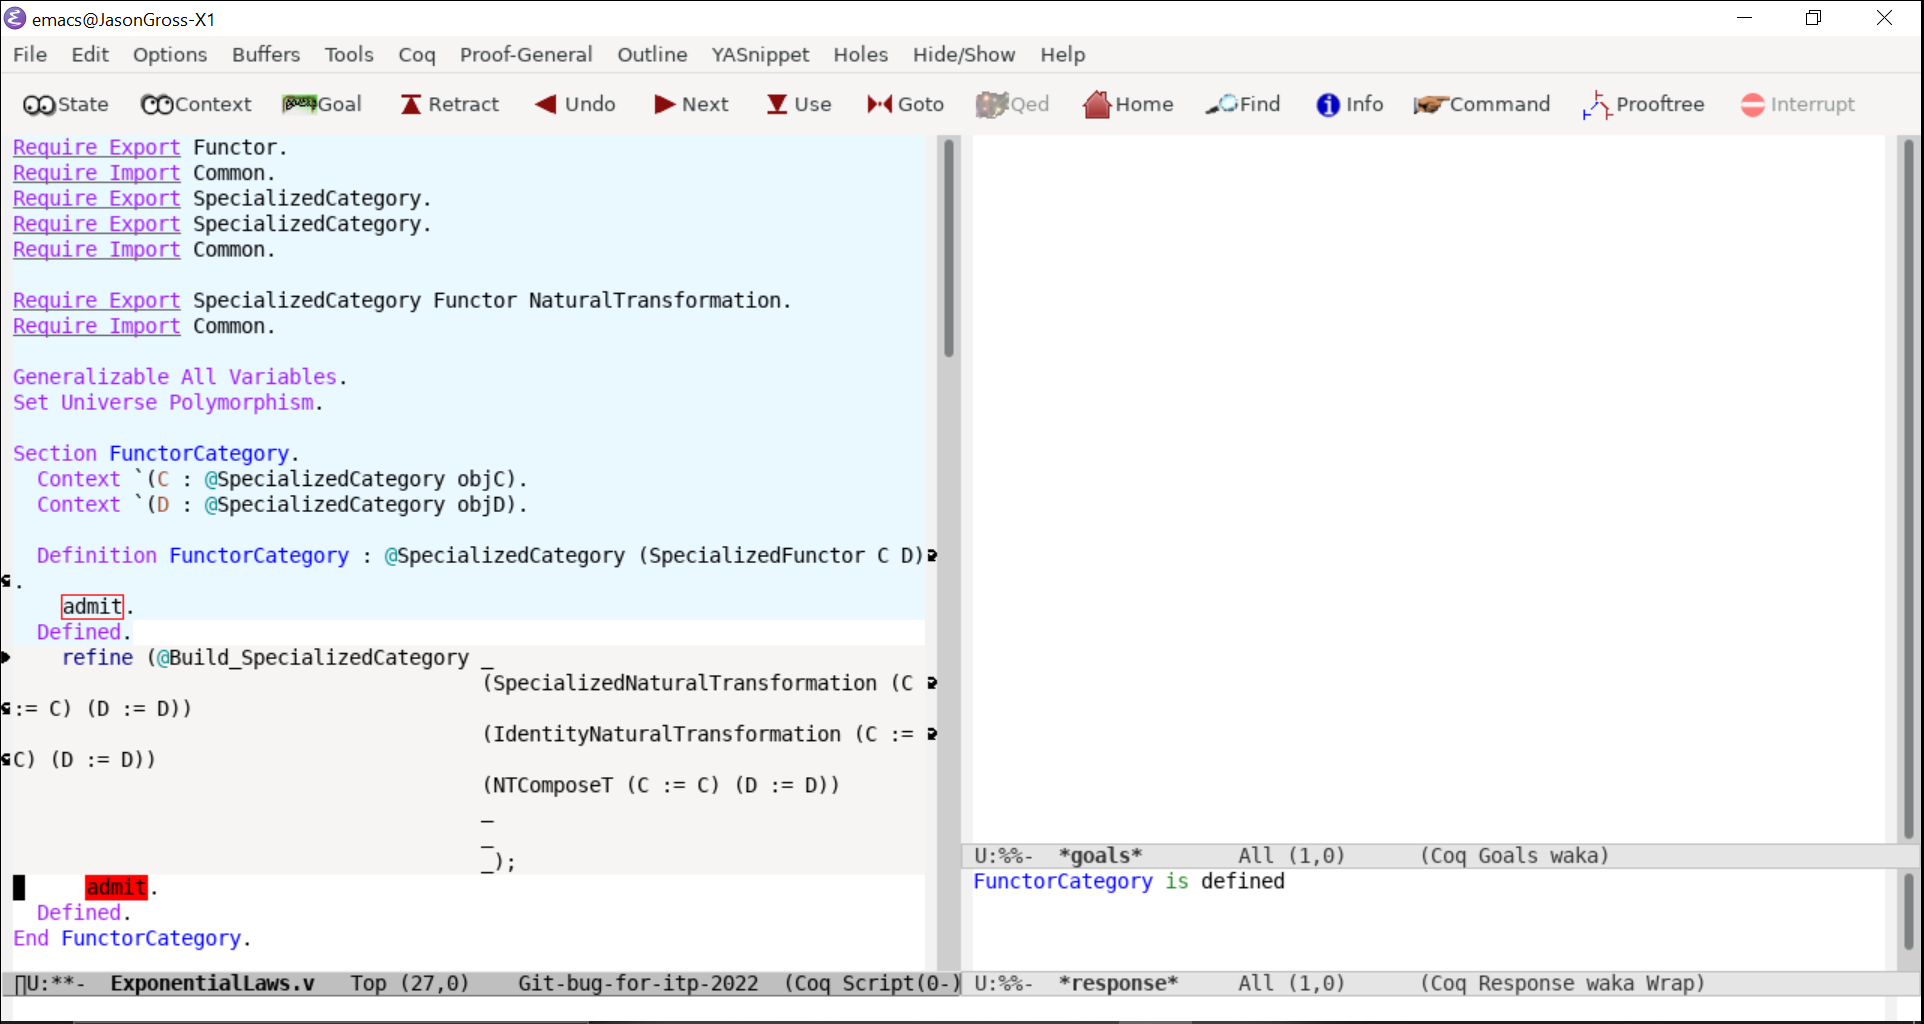 emacs@JasonGross-X1
File Edit Options Buffers Tools Coq Proof-General Outline YASnippet Holes Hide/Show Help
State Context Goal Retract Undo Next Use Goto Qed Home Find Info Command Prooftree Interrupt
Require Export Functor.
Require Import Common.
Require Export SpecializedCategory.
Require Export SpecializedCategory.
Require Import Common.
Require Export SpecializedCategory Functor NaturalTransformation.
Require Import Common.
Generalizable All Variables.
Set Universe Polymorphism.
Section FunctorCategory.
Context `(C : @SpecializedCategory objC).
Context `(D : @SpecializedCategory objD).
Definition FunctorCategory : @SpecializedCategory (SpecializedFunctor C D)
.
admit.
Defined.
refine (@Build_SpecializedCategory _
(SpecializedNaturalTransformation (C
:= C) (D := D))
(IdentityNaturalTransformation (C :=
C) (D := D))
(NTComposeT (C := C) (D := D))
_
_
_);
admit.
Defined.
End FunctorCategory.
U:**-  ExponentialLaws.v   Top (27,0)    Git-bug-for-itp-2022  (Coq Script(0-)
U:%%-  *goals*        All (1,0)      (Coq Goals waka)
FunctorCategory is defined
U:%%-  *response*     All (1,0)      (Coq Response waka Wrap)